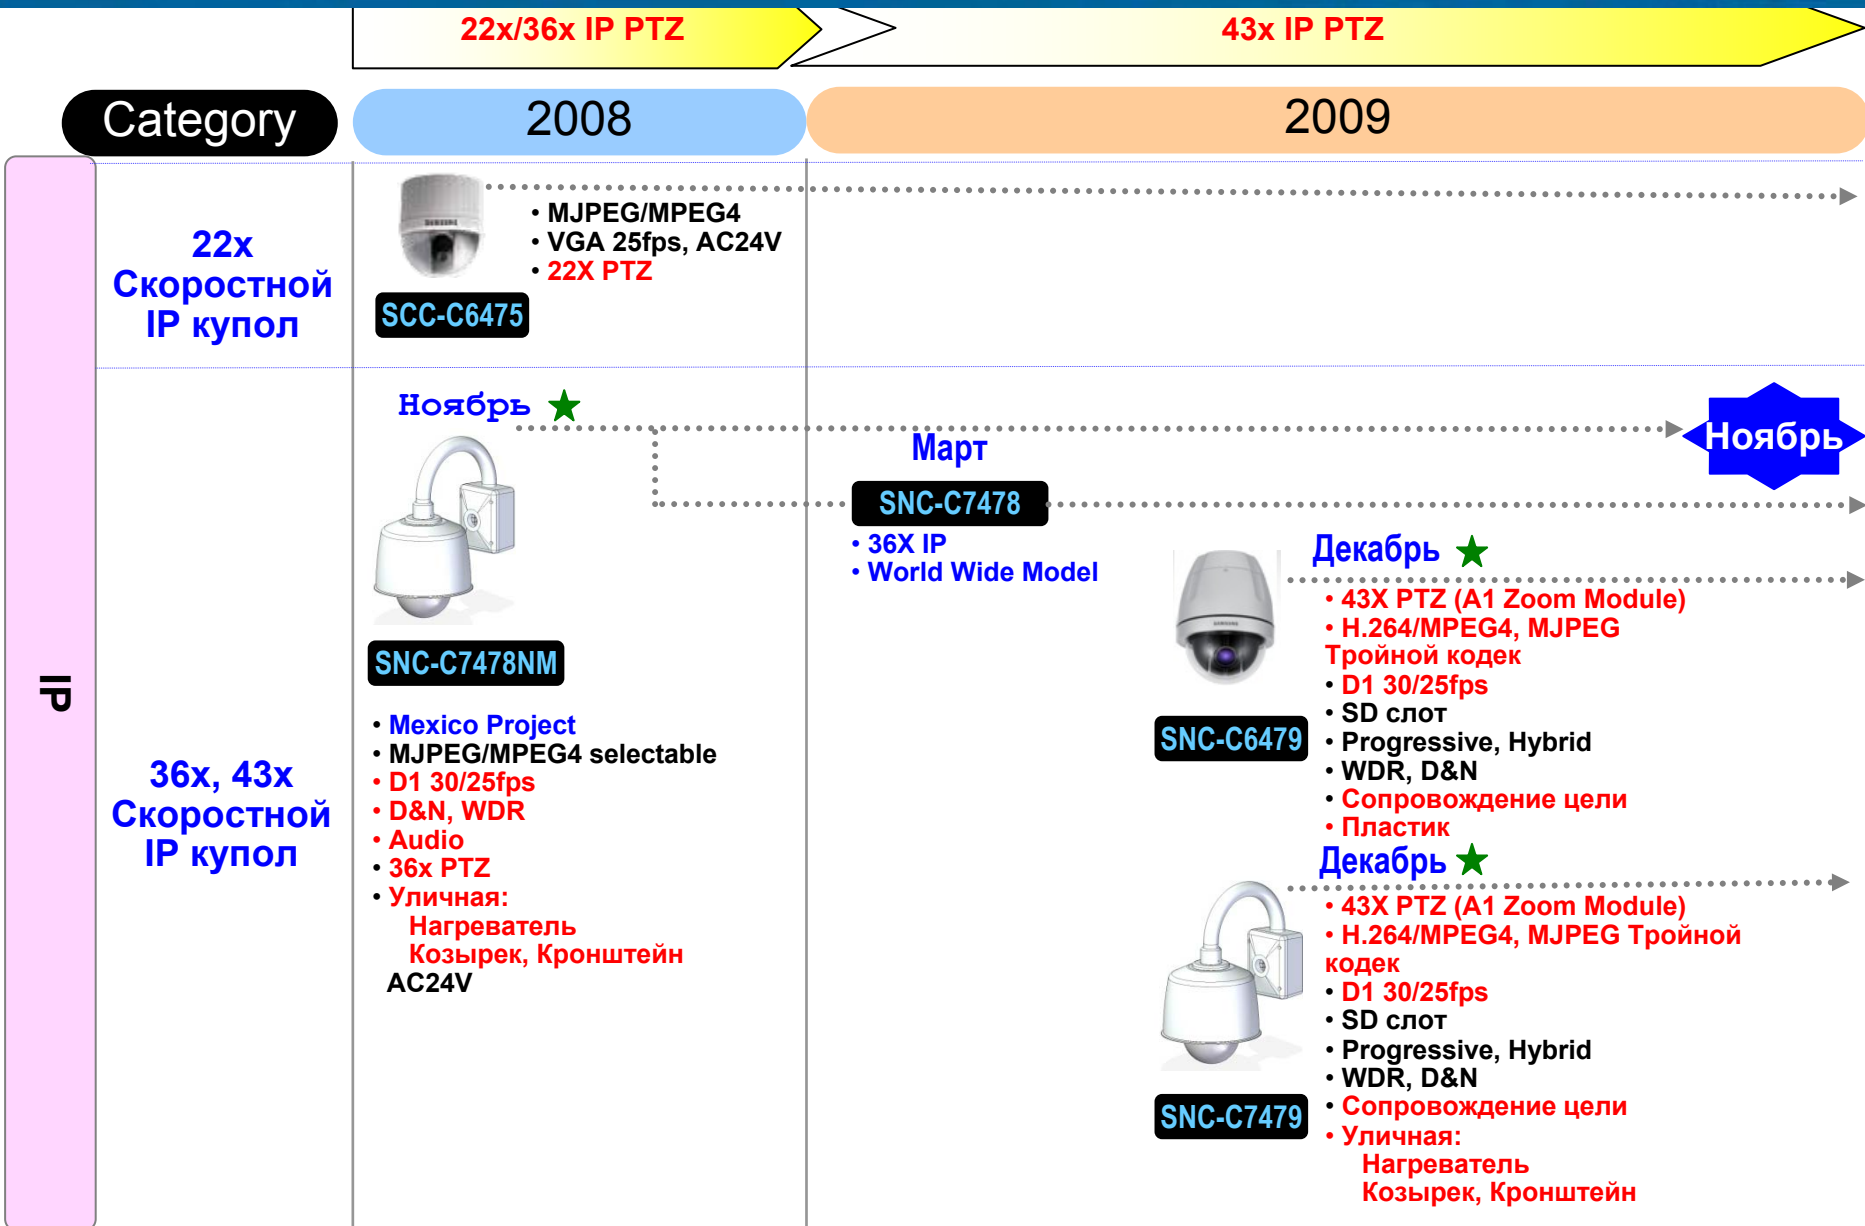 22x/36x IP PTZ
43x IP PTZ
Category
2008
2009
IP
22x
Скоростной
IP купол
SAMSUNG
• MJPEG/MPEG4
• VGA 25fps, AC24V
• 22X PTZ
SCC-C6475
36x, 43x
Скоростной
IP купол
Ноябрь
SNC-C7478NM
• Mexico Project
• MJPEG/MPEG4 selectable
• D1 30/25fps
• D&N, WDR
• Audio
• 36x PTZ
• Уличная:
Нагреватель
Козырек, Кронштейн
AC24V
Март
SNC-C7478
• 36X IP
• World Wide Model
Ноябрь
Декабрь
SAMSUNG
SNC-C6479
• 43X PTZ (A1 Zoom Module)
• H.264/MPEG4, MJPEG
Тройной кодек
• D1 30/25fps
• SD слот
• Progressive, Hybrid
• WDR, D&N
• Сопровождение цели
• Пластик
Декабрь
SNC-C7479
• 43X PTZ (A1 Zoom Module)
• H.264/MPEG4, MJPEG Тройной
кодек
• D1 30/25fps
• SD слот
• Progressive, Hybrid
• WDR, D&N
• Сопровождение цели
• Уличная:
Нагреватель
Козырек, Кронштейн